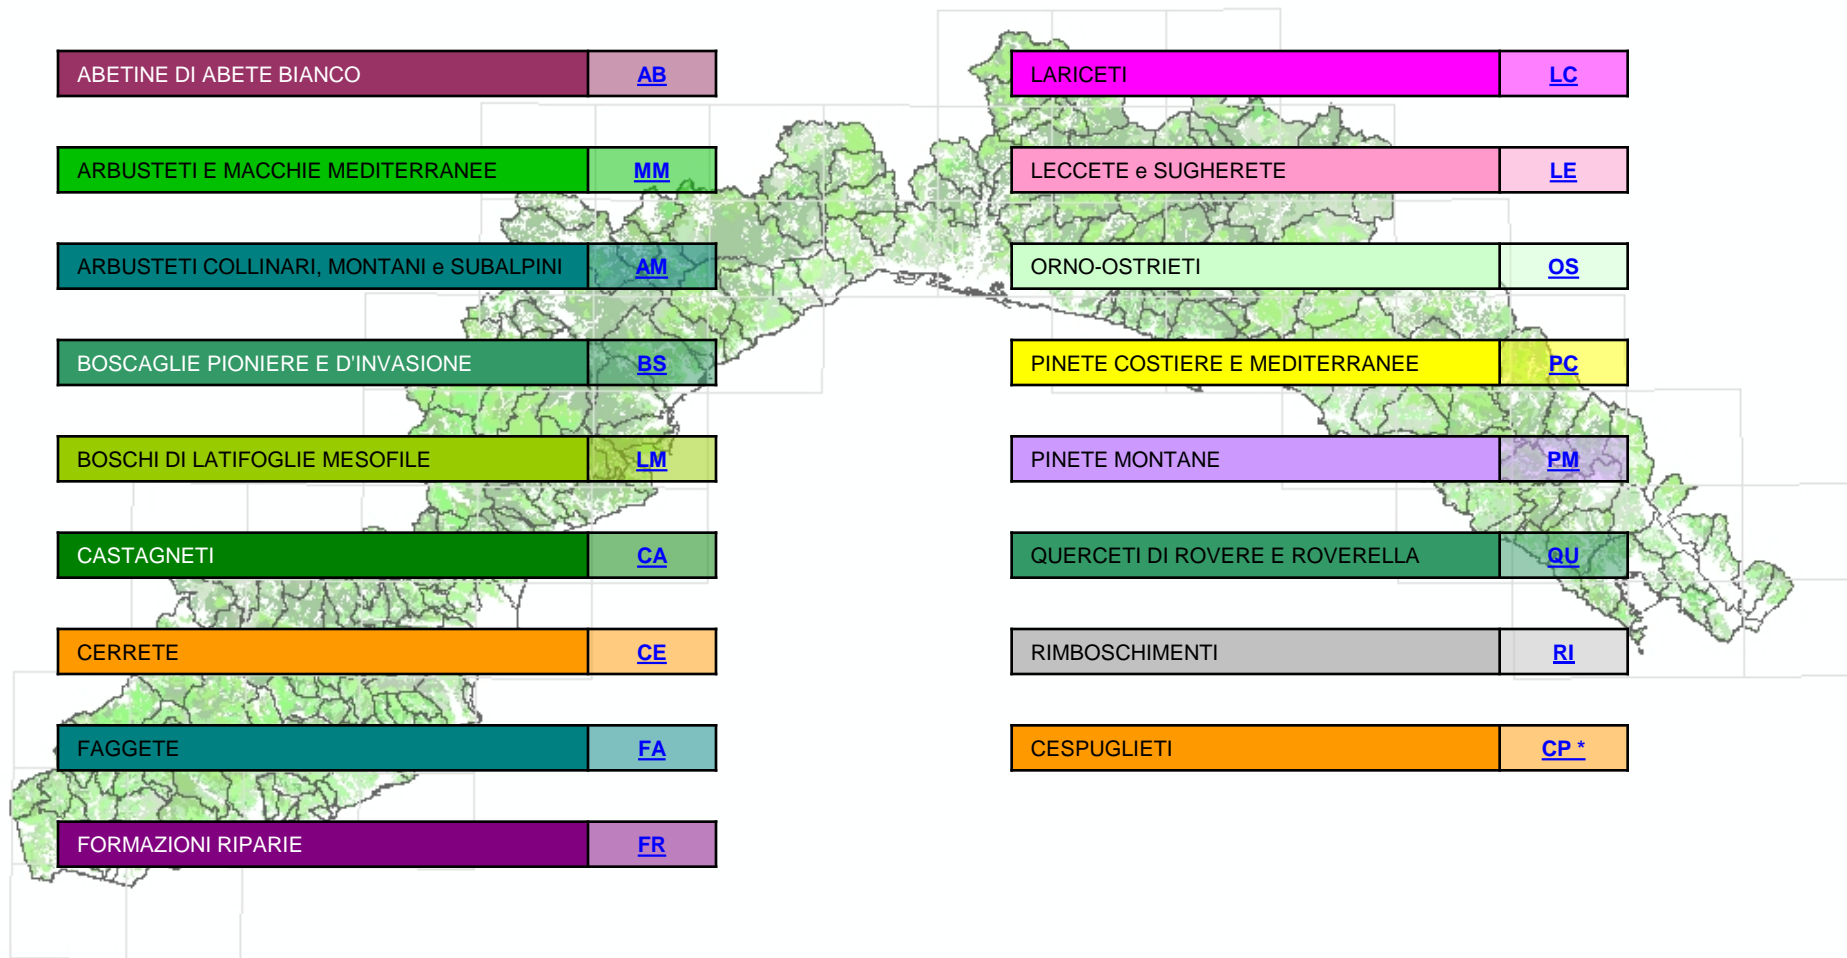 ABETINE DI ABETE BIANCO AB
ARBUSTETI E MACCHIE MEDITERRANEE MM
ARBUSTETI COLLINARI, MONTANI e SUBALPINI AM
BOSCAGLIE PIONIERE E D'INVASIONE BS
BOSCHI DI LATIFOGLIE MESOFILE LM
CASTAGNETI CA
CERRETE CE
FAGGETE FA
FORMAZIONI RIPARIE FR
LARICETI LC
LECCETE e SUGHERETE LE
ORNO-OSTRIETI OS
PINETE COSTIERE E MEDITERRANEE PC
PINETE MONTANE PM
QUERCETI DI ROVERE E ROVERELLA QU
RIMBOSCHIMENTI RI
CESPUGLIETI CP *